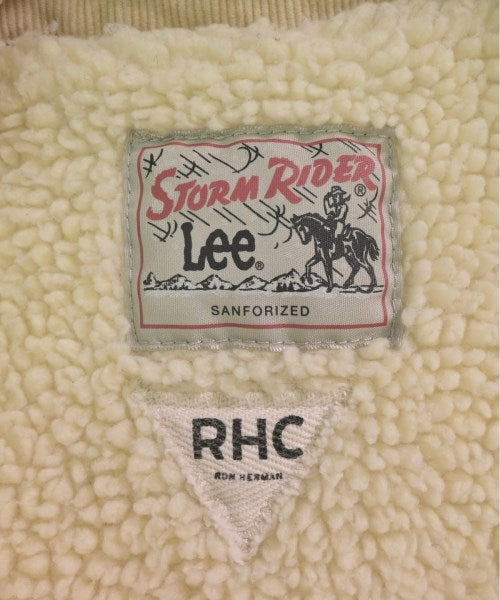 STORM RIDER®
Lee®
SANFORIZED
RHC
RON HERMAN